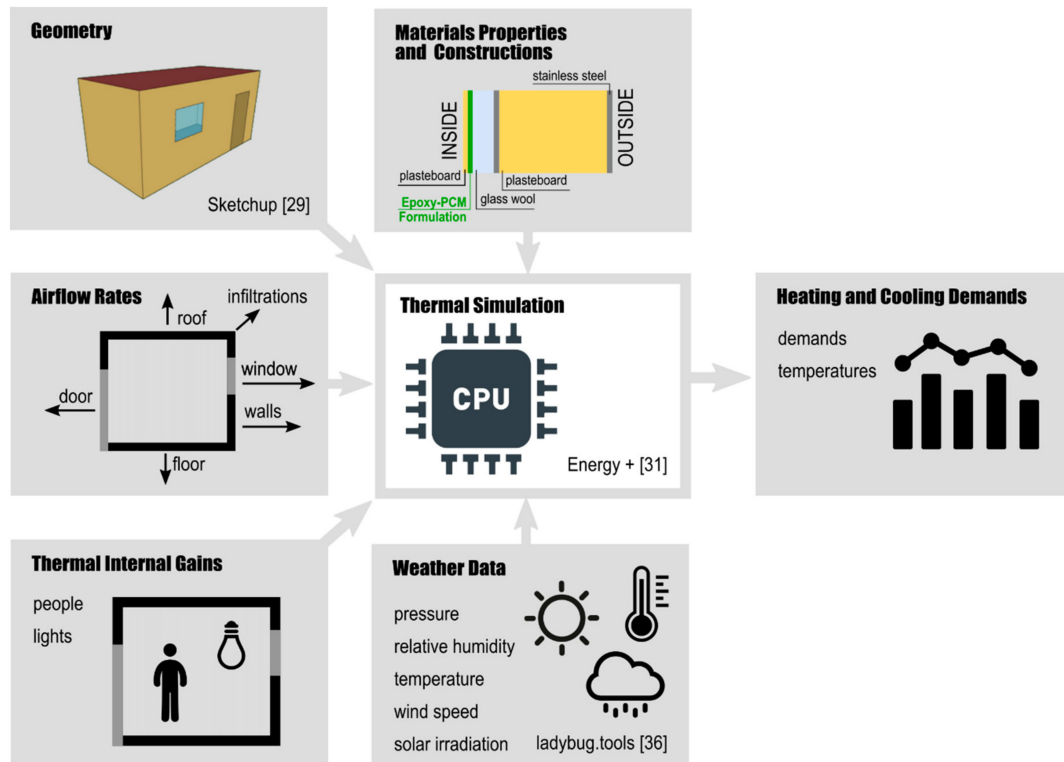 Geometry
Sketchup [29]
Materials Properties
and Constructions
stainless steel
INSIDE
OUTSIDE
plasteboard
plasteboard
glass wool
Epoxy-PCM
Formulation
Airflow Rates
infiltrations
roof
window
door
walls
floor
Thermal Simulation
CPU
Energy + [31]
Heating and Cooling Demands
demands
temperatures
Thermal Internal Gains
people
lights
Weather Data
pressure
relative humidity
temperature
wind speed
solar irradiation
ladybug.tools [36]